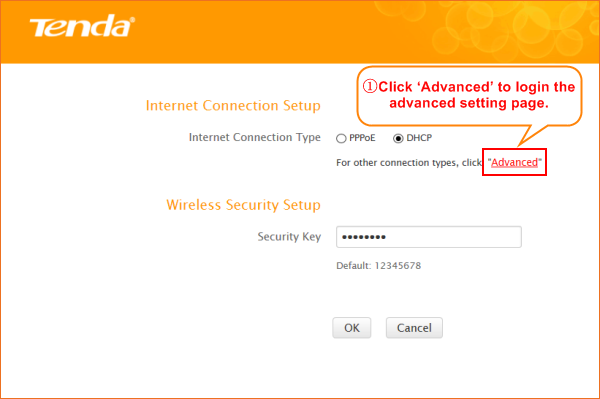 Tenda®
①Click ‘Advanced’ to login the
advanced setting page.
Internet Connection Setup
Internet Connection Type PPPoE DHCP
For other connection types, click "Advanced"
Wireless Security Setup
Security Key ••••••••
Default: 12345678
OK Cancel